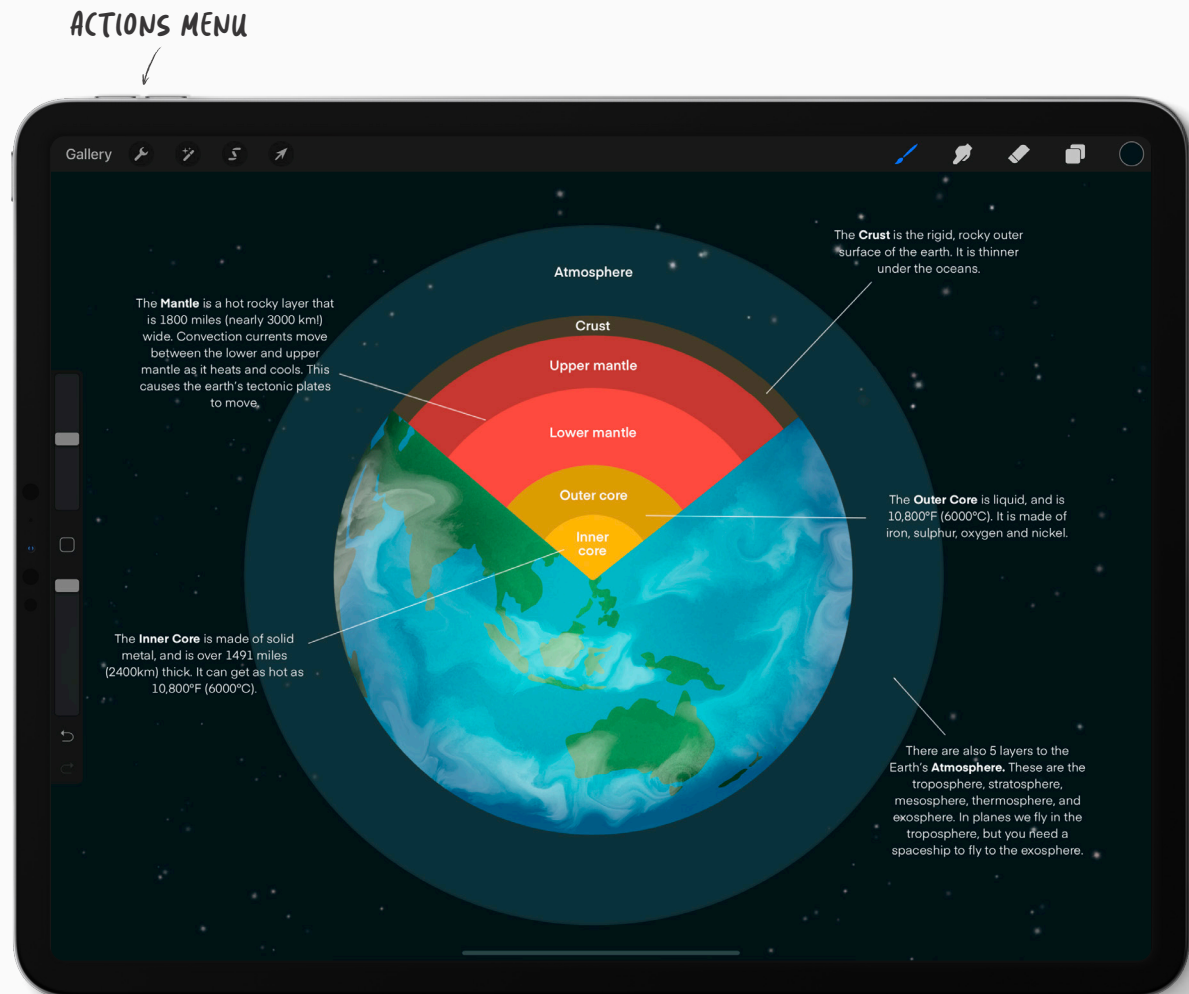 ACTIONS MENU
Gallery
The Crust is the rigid, rocky outer
surface of the earth. It is thinner
under the oceans.
Atmosphere
The Mantle is a hot rocky layer that
is 1800 miles (nearly 3000 km!)
wide. Convection currents move
between the lower and upper
mantle as it heats and cools. This
causes the earth's tectonic plates
to move.
Crust
Upper mantle
Lower mantle
Outer core
Inner
core
The Outer Core is liquid, and is
10,800°F (6000°C). It is made of
iron, sulphur, oxygen and nickel.
The Inner Core is made of solid
metal, and is over 1491 miles
(2400km) thick. It can get as hot as
10,800°F (6000°C).
There are also 5 layers to the
Earth's Atmosphere. These are the
troposphere, stratosphere,
mesosphere, thermosphere, and
exosphere. In planes we fly in the
troposphere, but you need a
spaceship to fly to the exosphere.